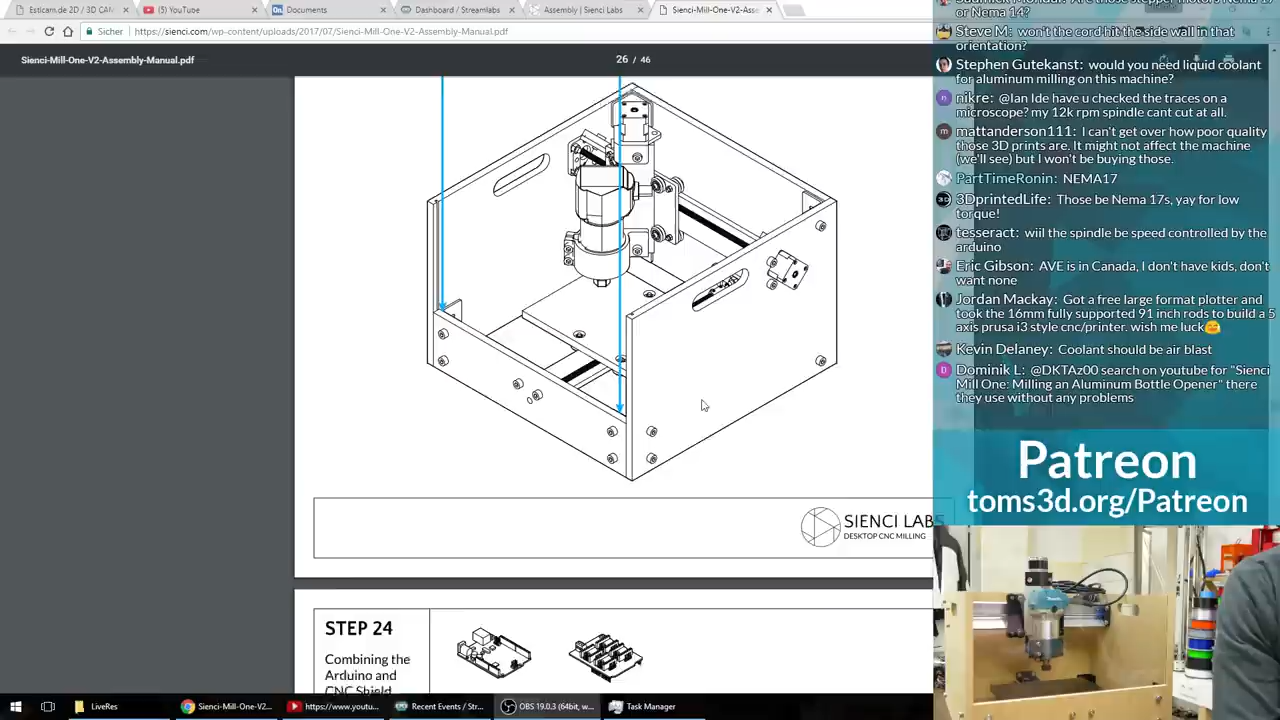 Esticam.de 2D / 3D CAM
(5) YouTube
Documents
Dashboard / Streamlabs
Assembly | Sienci Labs
Sienci-Mill-One-V2-Assem
Sicher
https://sienci.com/wp-content/uploads/2017/07/Sienci-Mill-One-V2-Assembly-Manual.pdf
Sienci-Mill-One-V2-Assembly-Manual.pdf
26 / 46
or Nema 14?
Steve M: won't the cord hit the side wall in that
orientation?
Stephen Gutekanst: would you need liquid coolant
for aluminum milling on this machine?
nikre: @Ian Ide have u checked the traces on a
microscope? my 12k rpm spindle cant cut at all.
mattanderson111: I can't get over how poor quality
those 3D prints are. It might not affect the machine
(we'll see) but I won't be buying those.
PartTimeRonin: NEMA17
3DprintedLife: Those be Nema 17s, yay for low
torque!
tesseract: wiil the spindle be speed controlled by the
arduino
Eric Gibson: AVE is in Canada, I don't have kids, don't
want none
Jordan Mackay: Got a free large format plotter and
took the 16mm fully supported 91 inch rods to build a 5
axis prusa i3 style cnc/printer. wish me luck😊
Kevin Delaney: Coolant should be air blast
Dominik L: @DKTAz00 search on youtube for "Sienci
Mill One: Milling an Aluminum Bottle Opener" there
they use without any problems
SIENCI LABS
DESKTOP CNC MILLING
Patreon
toms3d.org/Patreon
STEP 24
Combining the
Arduino and
CNC Shield
LiveRes
Sienci-Mill-One-V2...
https://www.youtu...
Recent Events / Str...
OBS 19.0.3 (64bit, w...
Task Manager